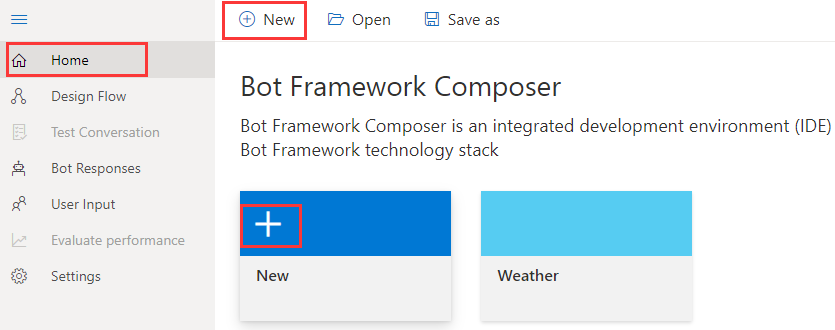 New
Open
Save as
Home
Design Flow
Test Conversation
Bot Responses
User Input
Evaluate performance
Settings
Bot Framework Composer
Bot Framework Composer is an integrated development environment (IDE)
Bot Framework technology stack
New
Weather